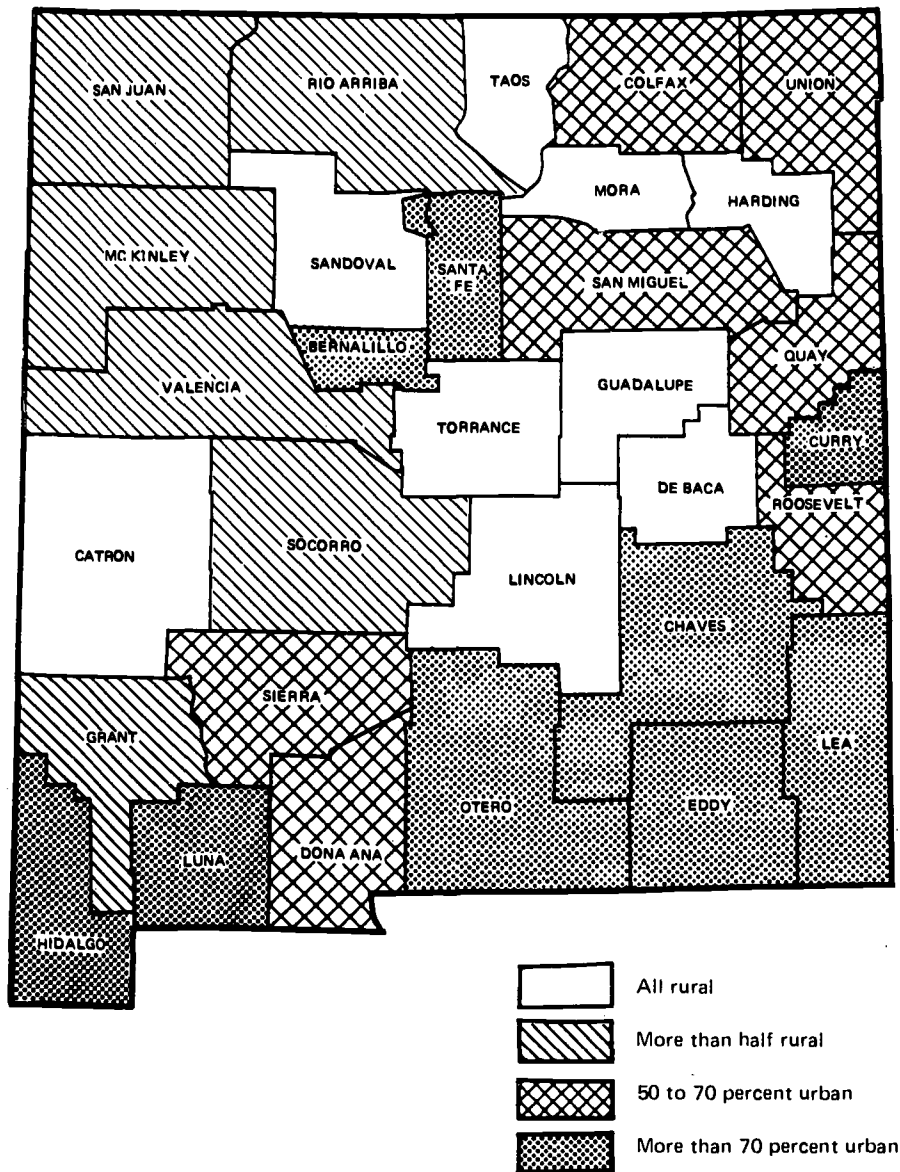 SAN JUAN
RIO ARRIBA
TAOS
COLFAX
UNION
MORA
HARDING
MC KINLEY
SANDOVAL
SANTA
FE
SAN MIGUEL
BERNALILLO
QUAY
VALENCIA
GUADALUPE
TORRANCE
CURRY
DE BACA
ROOSEVELT
CATRON
SOCORRO
LINCOLN
CHAVES
SIERRA
GRANT
LEA
OTERO
EDDY
LUNA
DONA ANA
HIDALGO
All rural
More than half rural
50 to 70 percent urban
More than 70 percent urban